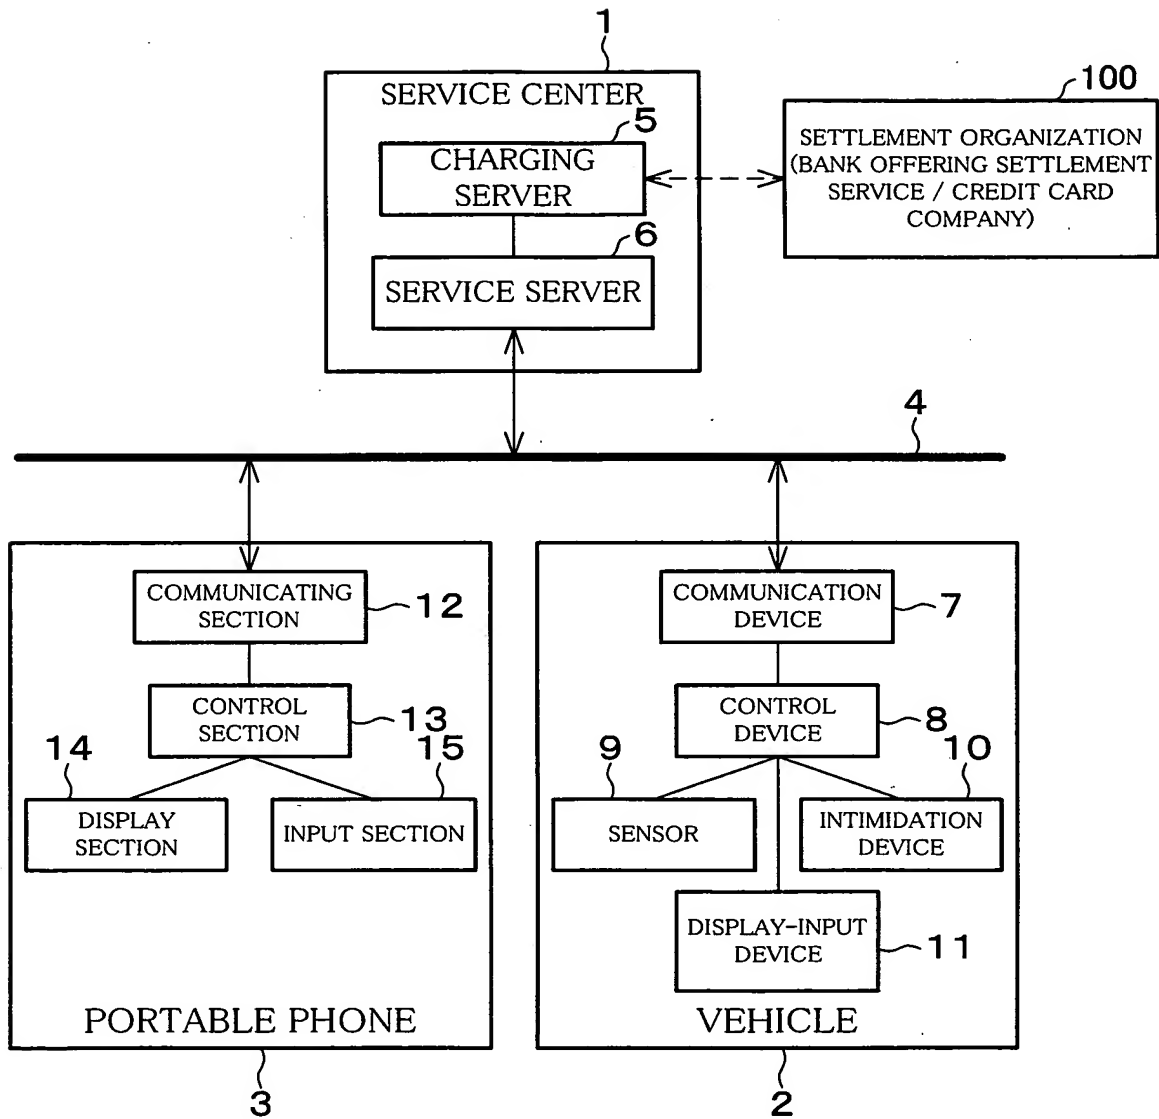 1
SERVICE CENTER
100
5
CHARGING
SERVER
SETTLEMENT ORGANIZATION
(BANK OFFERING SETTLEMENT
SERVICE / CREDIT CARD
COMPANY)
6
SERVICE SERVER
4
COMMUNICATING
SECTION
12
CONTROL
SECTION
13
14
15
DISPLAY
SECTION
INPUT SECTION
PORTABLE PHONE
3
COMMUNICATION
DEVICE
7
CONTROL
DEVICE
8
9
10
SENSOR
INTIMIDATION
DEVICE
DISPLAY-INPUT
DEVICE
11
VEHICLE
2